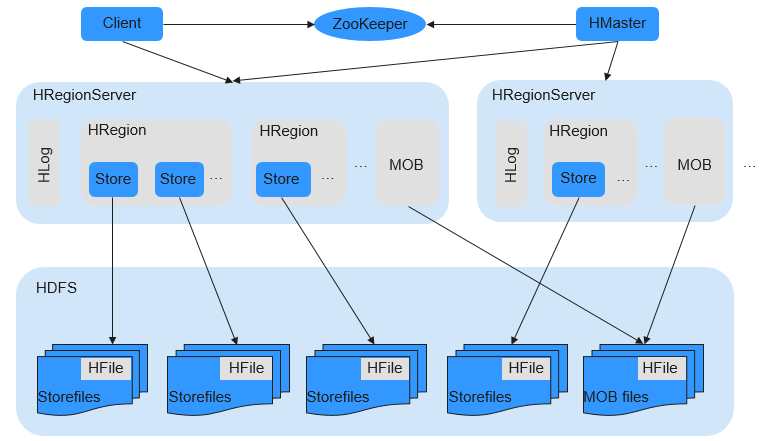 Client
ZooKeeper
HMaster
HRegionServer
HLog
HRegion
Store
Store
...
HRegion
Store
...
...
MOB
HRegionServer
HLog
HRegion
Store
...
...
MOB
...
HDFS
HFile
Storefiles
HFile
Storefiles
HFile
Storefiles
HFile
Storefiles
HFile
MOB files